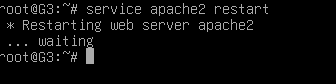 root@G3:~# service apache2 restart
 * Restarting web server apache2
 ... waiting
root@G3:~#